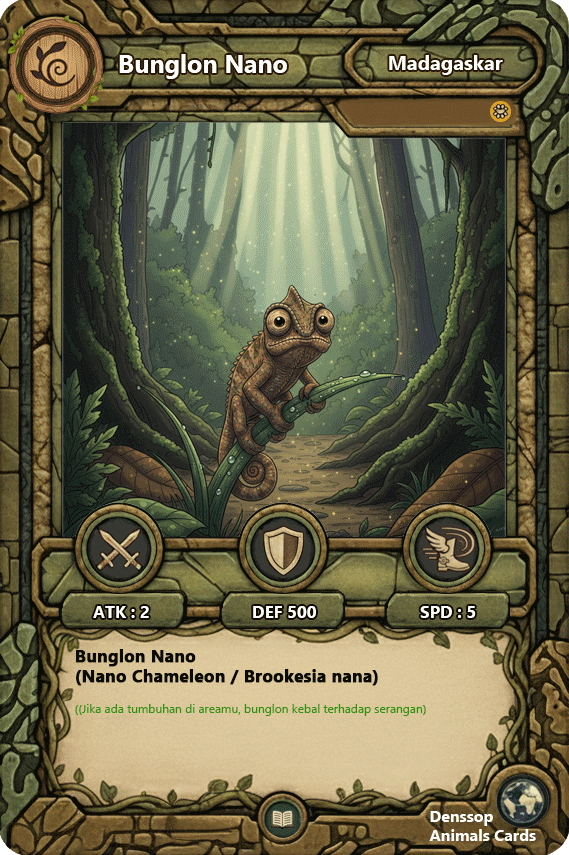 Bunglon Nano
Madagaskar
ATK : 2
DEF 500
SPD : 5
Bunglon Nano
(Nano Chameleon / Brookesia nana)
((Jika ada tumbuhan di areamu, bunglon kebal terhadap serangan)
Denssop
Animals Cards